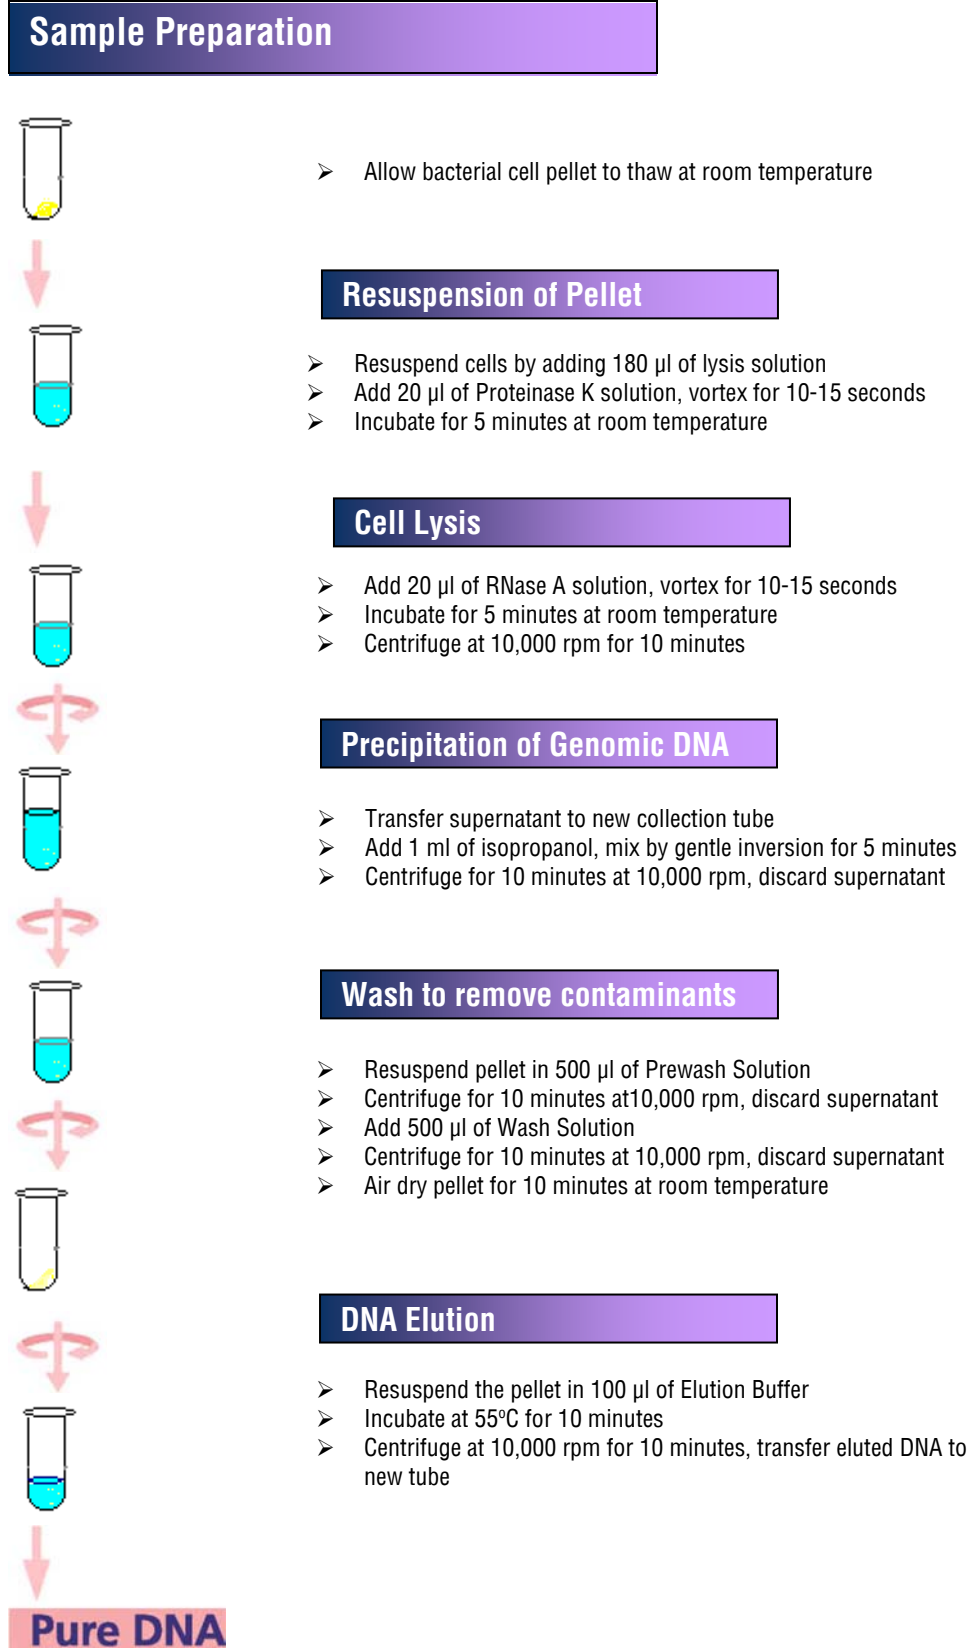 Sample Preparation
➢ Allow bacterial cell pellet to thaw at room temperature
Resuspension of Pellet
➢ Resuspend cells by adding 180 µl of lysis solution
➢ Add 20 µl of Proteinase K solution, vortex for 10-15 seconds
➢ Incubate for 5 minutes at room temperature
Cell Lysis
➢ Add 20 µl of RNase A solution, vortex for 10-15 seconds
➢ Incubate for 5 minutes at room temperature
➢ Centrifuge at 10,000 rpm for 10 minutes
Precipitation of Genomic DNA
➢ Transfer supernatant to new collection tube
➢ Add 1 ml of isopropanol, mix by gentle inversion for 5 minutes
➢ Centrifuge for 10 minutes at 10,000 rpm, discard supernatant
Wash to remove contaminants
➢ Resuspend pellet in 500 µl of Prewash Solution
➢ Centrifuge for 10 minutes at10,000 rpm, discard supernatant
➢ Add 500 µl of Wash Solution
➢ Centrifuge for 10 minutes at 10,000 rpm, discard supernatant
➢ Air dry pellet for 10 minutes at room temperature
DNA Elution
➢ Resuspend the pellet in 100 µl of Elution Buffer
➢ Incubate at 55ºC for 10 minutes
➢ Centrifuge at 10,000 rpm for 10 minutes, transfer eluted DNA to
new tube
Pure DNA